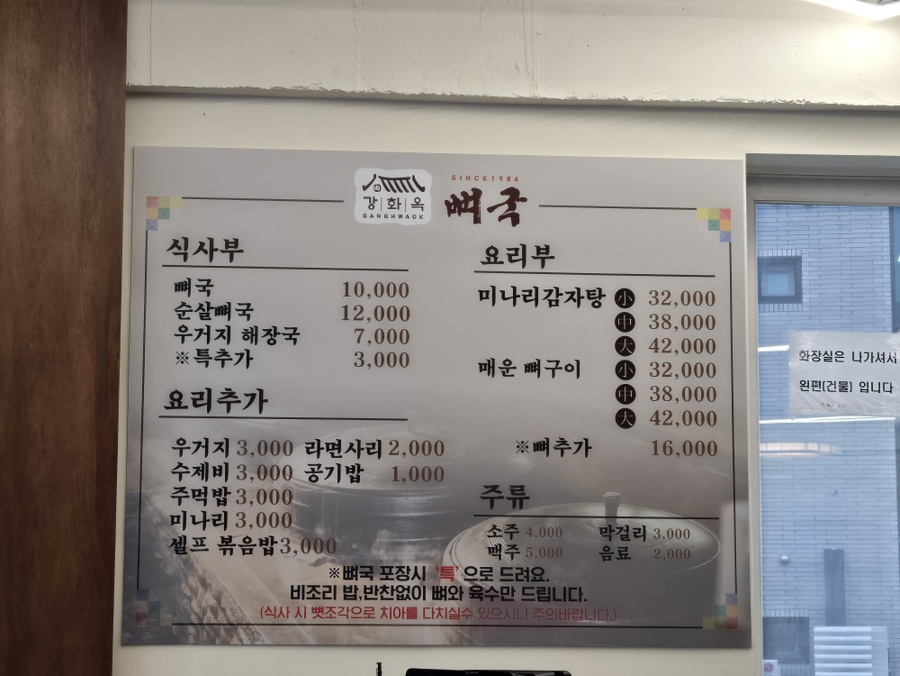 SINCE1984
강화옥 뼈국
GANGHWAOK
식사부
뼈국 10,000
순살뼈국 12,000
우거지 해장국 7,000
※특추가 3,000
요리추가
우거지 3,000 라면사리 2,000
수제비 3,000 공기밥 1,000
주먹밥 3,000
미나리 3,000
셀프 볶음밥 3,000
요리부
미나리감자탕 小 32,000
中 38,000
大 42,000
매운 뼈구이 小 32,000
中 38,000
大 42,000
※뼈추가 16,000
주류
소주 4,000 막걸리 3,000
맥주 5,000 음료 2,000
※뼈국 포장시 '특'으로 드려요.
비조리 밥,반찬없이 뼈와 육수만 드립니다.
(식사 시 뼛조각으로 치아를 다치실수 있으시니 주의바랍니다.)
화장실은 나가셔서
왼편(건물) 입니다